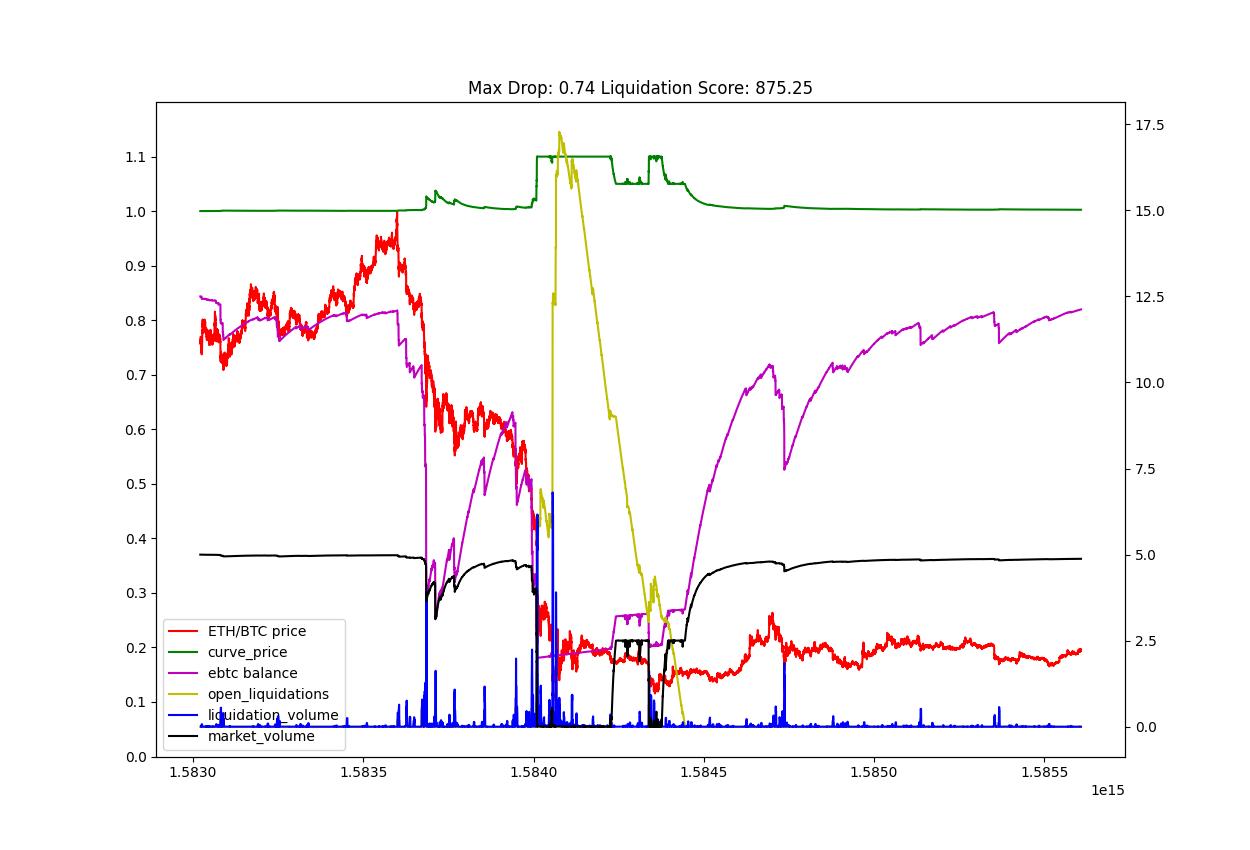 Max Drop: 0.74 Liquidation Score: 875.25
1.1
1.0
0.9
0.8
0.7
0.6
0.5
0.4
0.3
0.2
0.1
0.0
17.5
15.0
12.5
10.0
7.5
5.0
2.5
0.0
ETH/BTC price
curve_price
ebtc balance
open_liquidations
liquidation_volume
market_volume
1.5830 1.5835 1.5840 1.5845 1.5850 1.5855
1e15